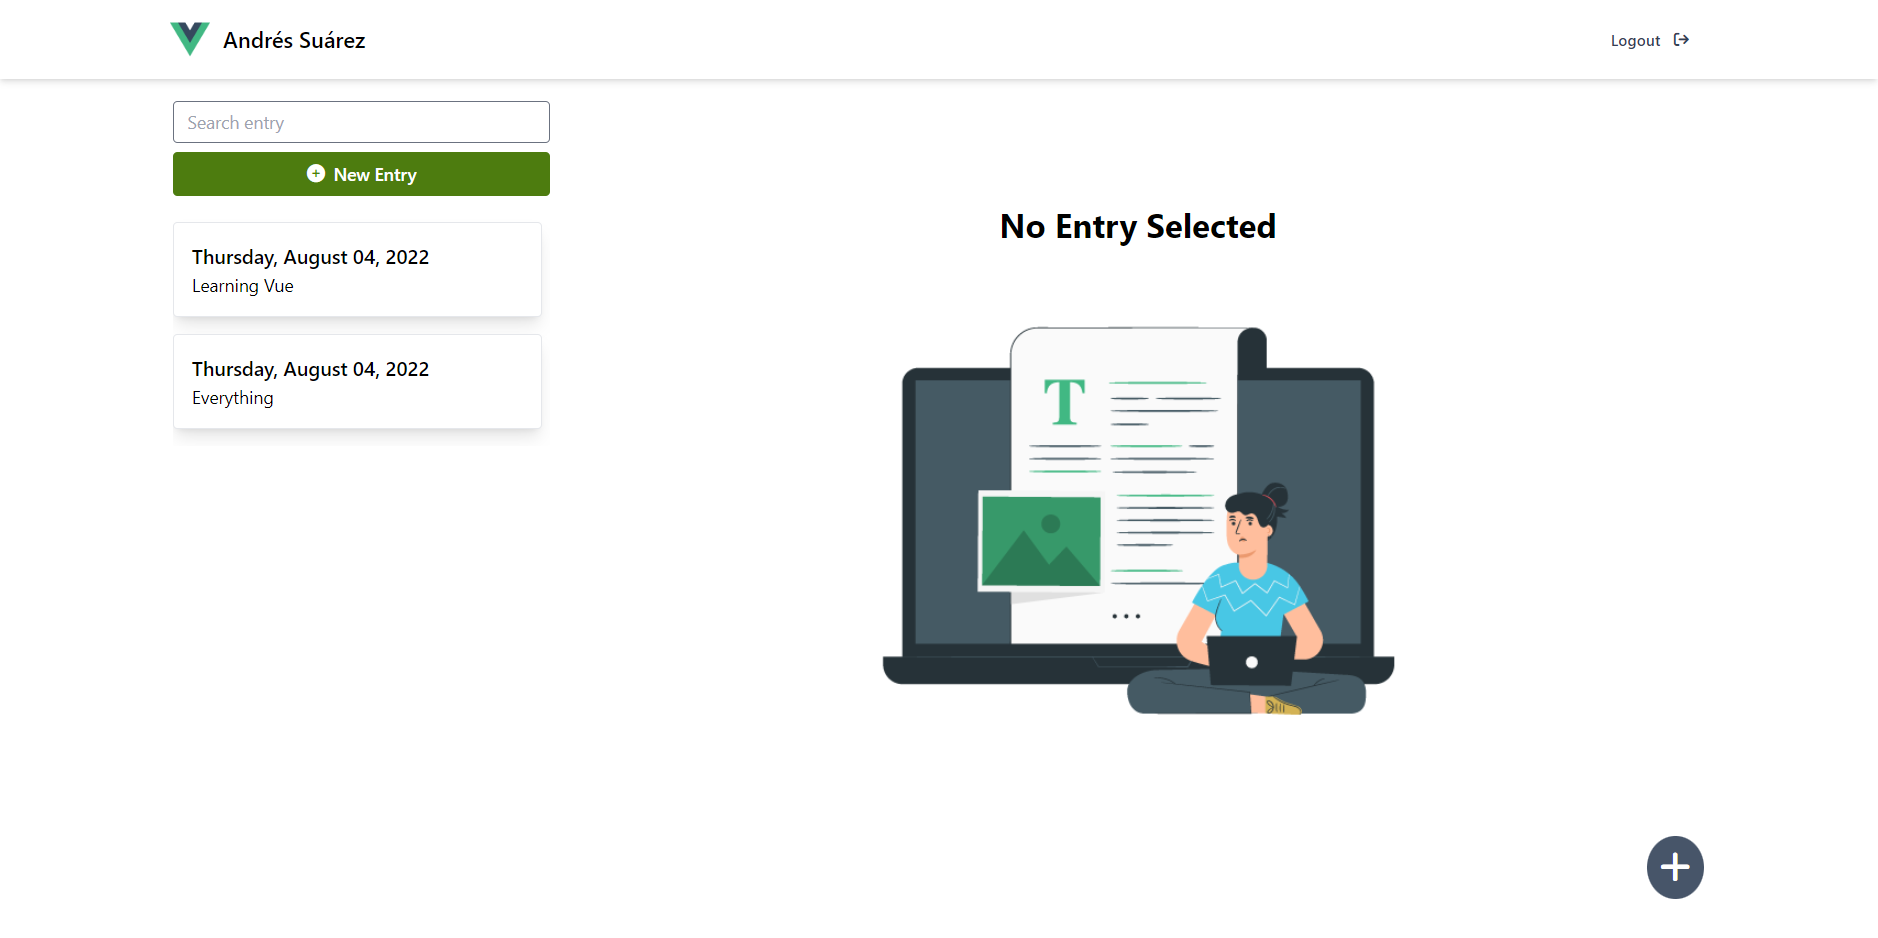 Andrés Suárez
Logout
Search entry
New Entry
Thursday, August 04, 2022
Learning Vue
Thursday, August 04, 2022
Everything
No Entry Selected
T